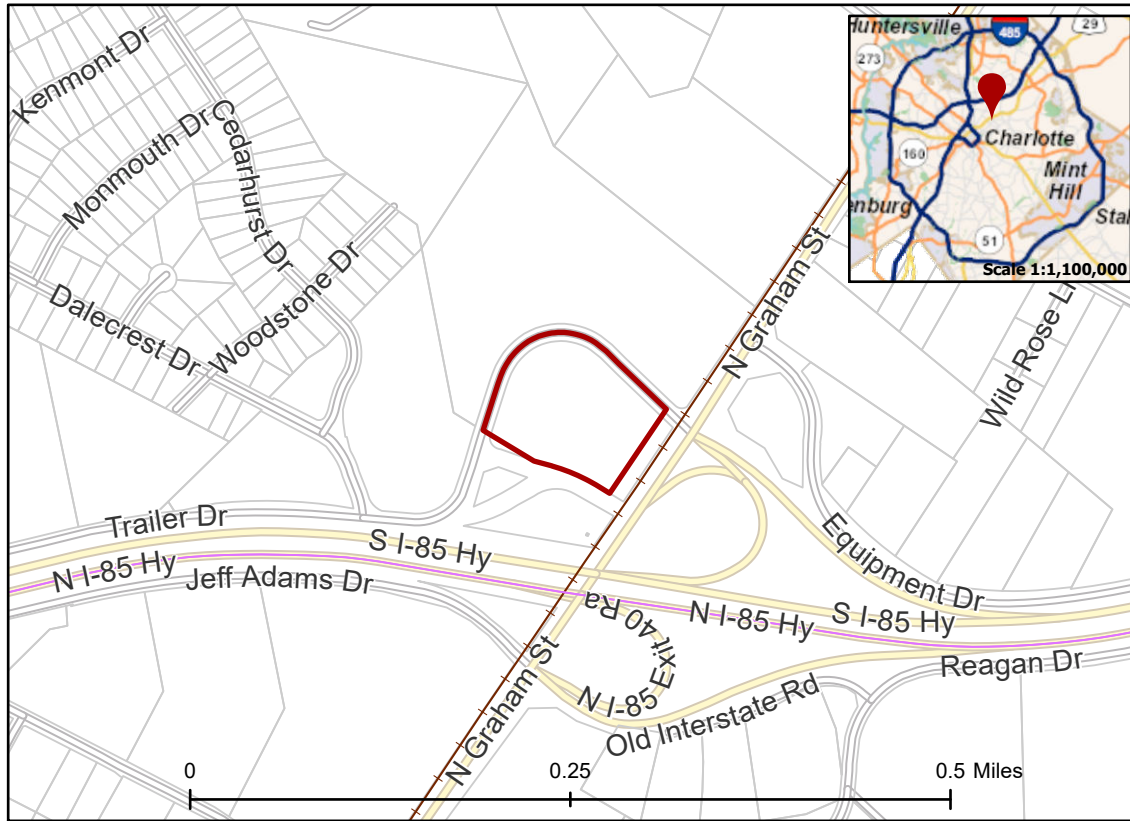 Kenmont Dr
Monmouth Dr
Cedarhurst Dr
Woodstone Dr
Dalecrest Dr
Trailer Dr
S I-85 Hy
N I-85 Hy
Jeff Adams Dr
N Graham St
Wild Rose Ln
Equipment Dr
N I-85 Hy
S I-85 Hy
N I-85 Exit 40 Ra
Reagan Dr
Old Interstate Rd
N Graham St
0
0.25
0.5 Miles
Huntersville
485
29
273
Charlotte
160
Mint
Hill
enburg
Stal
51
Scale 1:1,100,000